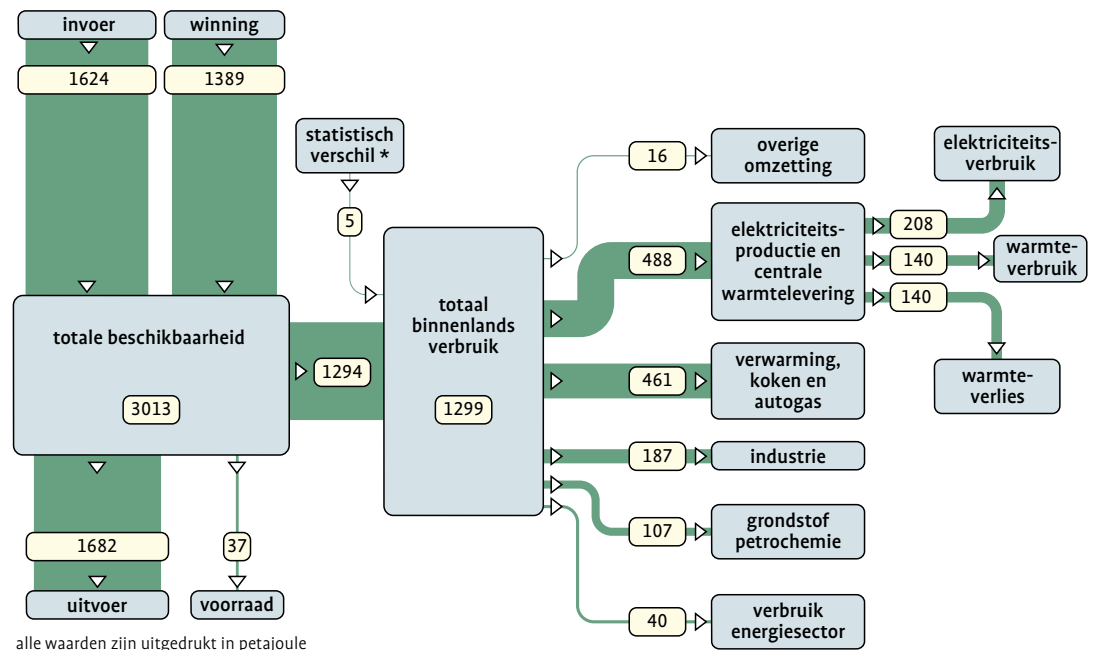 invoer
winning
1624
1389
statistisch
verschil *
5
totale beschikbaarheid
3013
1294
1682
37
uitvoer
voorraad
totaal
binnenlands
verbruik
1299
16
overige
omzetting
488
elektriciteits-
productie en
centrale
warmtelevering
208
elektriciteits-
verbruik
140
warmte-
verbruik
140
warmte-
verlies
461
verwarming,
koken en
autogas
187
industrie
107
grondstof
petrochemie
40
verbruik
energiesector
alle waarden zijn uitgedrukt in petajoule